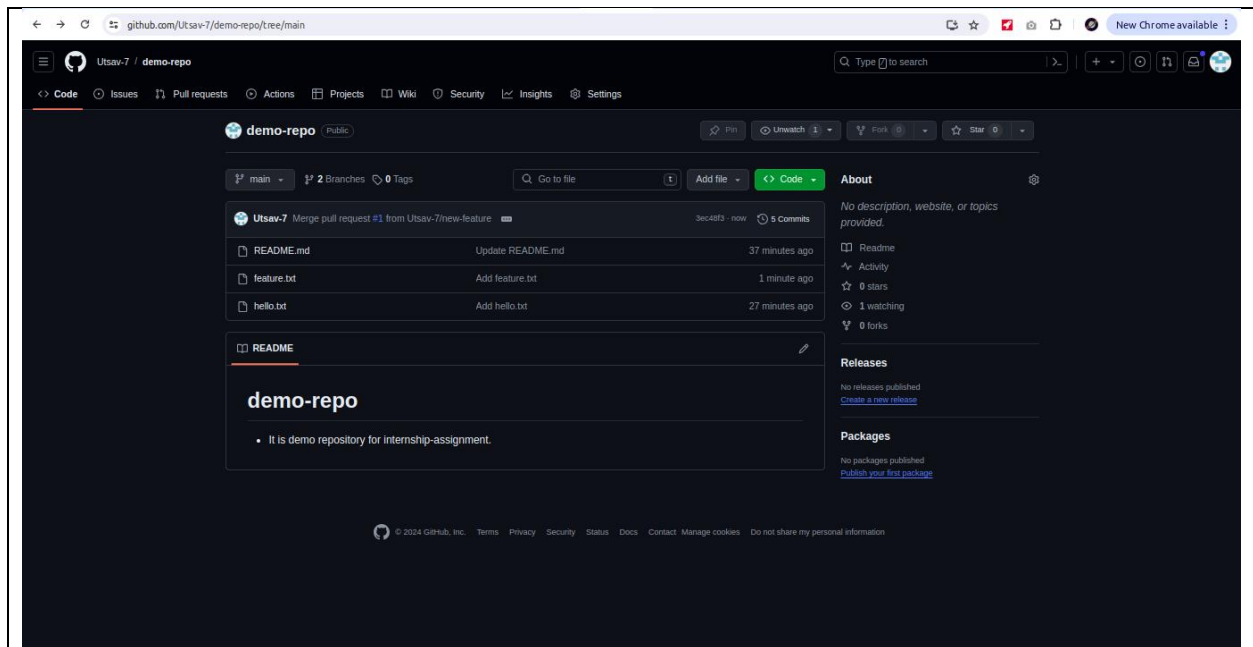 github.com/Utsav-7/demo-repo/tree/main
New Chrome available
Utsav-7 / demo-repo
Type / to search
Code Issues Pull requests Actions Projects Wiki Security Insights Settings
demo-repo Public
Pin Unwatch 1 Fork 0 Star 0
main 2 Branches 0 Tags Go to file t Add file Code
Utsav-7 Merge pull request #1 from Utsav-7/new-feature 3ec48f3 · now 5 Commits
README.md Update README.md 37 minutes ago
feature.txt Add feature.txt 1 minute ago
hello.txt Add hello.txt 27 minutes ago
README
demo-repo
• It is demo repository for internship-assignment.
About
No description, website, or topics
provided.
Readme
Activity
0 stars
1 watching
0 forks
Releases
No releases published
Create a new release
Packages
No packages published
Publish your first package
© 2024 GitHub, Inc. Terms Privacy Security Status Docs Contact Manage cookies Do not share my personal information